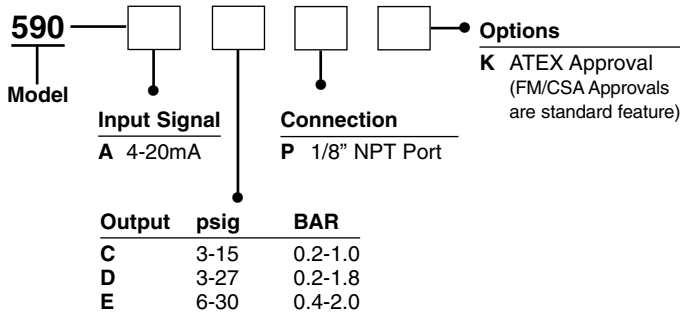 590
Model
Options
K ATEX Approval
(FM/CSA Approvals
are standard feature)
Input Signal
A 4-20mA
Connection
P 1/8” NPT Port
Output psig BAR
C 3-15 0.2-1.0
D 3-27 0.2-1.8
E 6-30 0.4-2.0